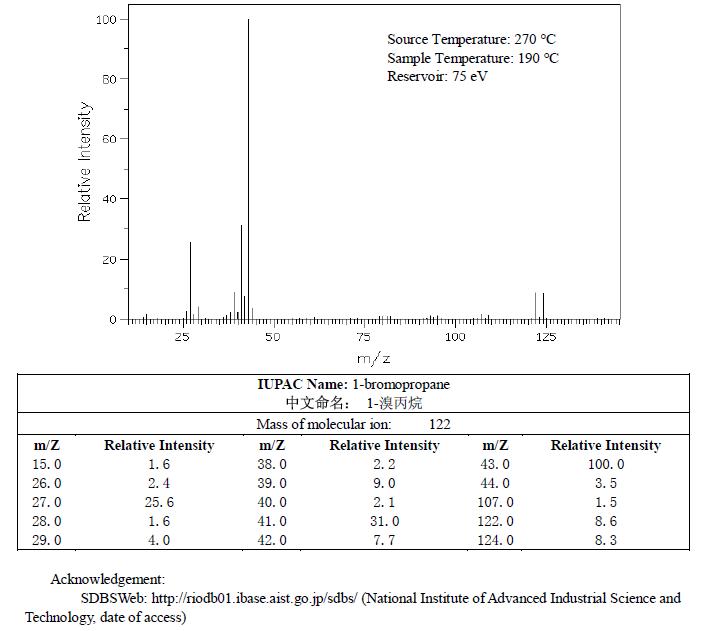 100
80
60
40
20
0
Relative Intensity
Source Temperature: 270 °C
Sample Temperature: 190 °C
Reservoir: 75 eV
25 50 75 100 125
m/z
IUPAC Name: 1-bromopropane
中文命名： 1-溴丙烷
Mass of molecular ion: 122
m/Z Relative Intensity m/Z Relative Intensity m/Z Relative Intensity
15.0 1.6 38.0 2.2 43.0 100.0
26.0 2.4 39.0 9.0 44.0 3.5
27.0 25.6 40.0 2.1 107.0 1.5
28.0 1.6 41.0 31.0 122.0 8.6
29.0 4.0 42.0 7.7 124.0 8.3
Acknowledgement:
SDBSWeb: http://riodb01.ibase.aist.go.jp/sdbs/ (National Institute of Advanced Industrial Science and
Technology, date of access)